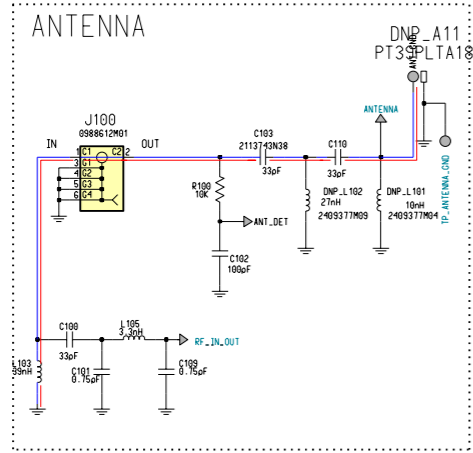 ANTENNA
DNP_A11
PT3SPLTA18
ANT_GND
J100
0988612M01
IN
OUT
C1
C2
2
3
G1
4
G2
5
G3
6
G4
ANTENNA
C103
2113743N38
33pF
C110
33pF
R100
10K
DNP_L102
27nH
2409377M09
DNP_L101
10nH
2409377M04
TP_ANTENNA_GND
ANT_DET
C102
100pF
C100
33pF
L105
3.3nH
RF_IN_OUT
L103
39nH
C101
0.75pF
C109
0.75pF